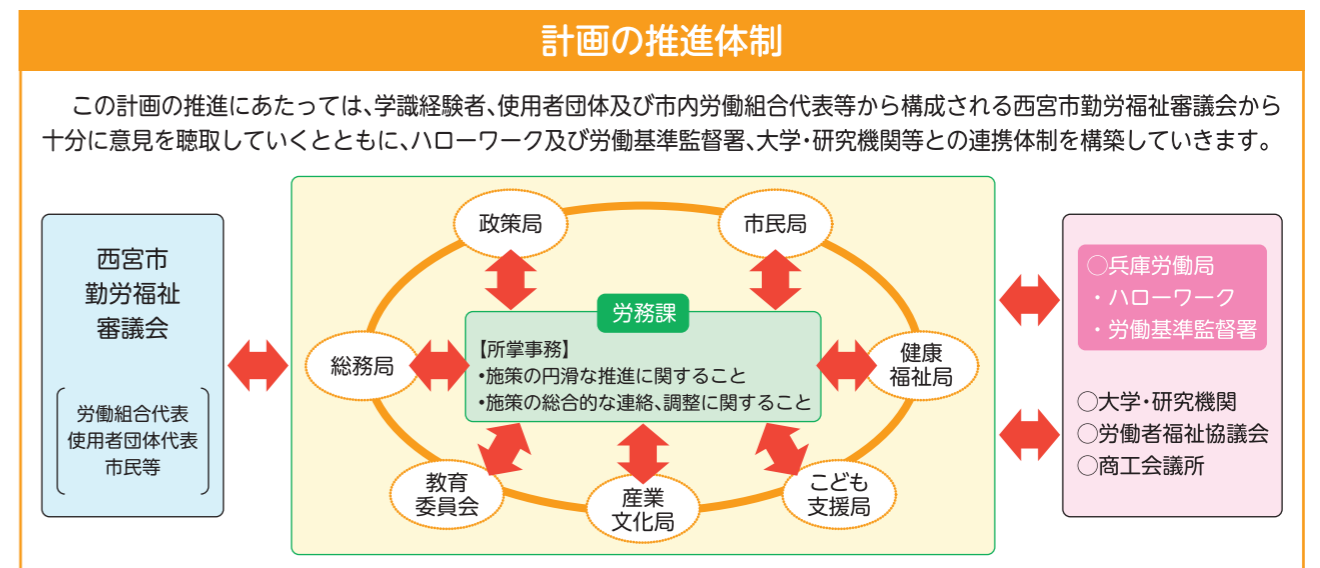 計画の推進体制
この計画の推進にあたっては、学識経験者、使用者団体及び市内労働組合代表等から構成される西宮市勤労福祉審議会から
十分に意見を聴取していくとともに、ハローワーク及び労働基準監督署、大学・研究機関等との連携体制を構築していきます。
西宮市
勤労福祉
審議会
労働組合代表
使用者団体代表
市民等
政策局
市民局
総務局
労務課
【所掌事務】
・施策の円滑な推進に関すること
・施策の総合的な連絡、調整に関すること
健康
福祉局
教育
委員会
産業
文化局
こども
支援局
○兵庫労働局
・ハローワーク
・労働基準監督署
○大学・研究機関
○労働者福祉協議会
○商工会議所